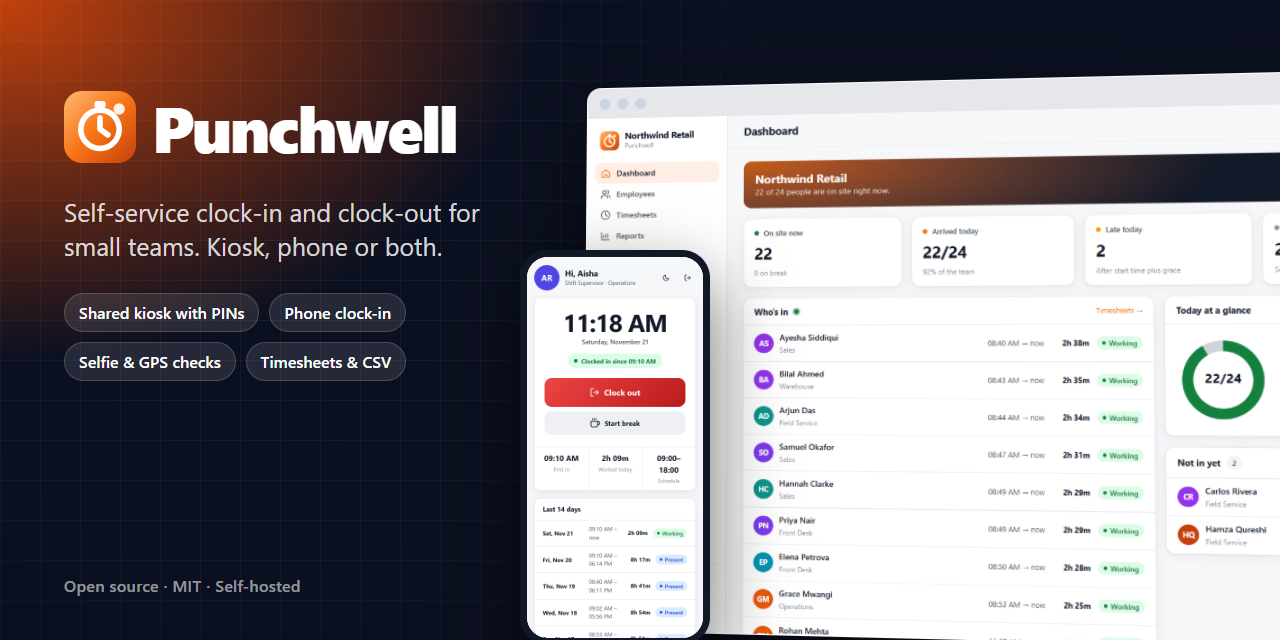 Punchwell
Self-service clock-in and clock-out for
small teams. Kiosk, phone or both.
Shared kiosk with PINs
Phone clock-in
Selfie & GPS checks
Timesheets & CSV
Open source · MIT · Self-hosted
Northwind Retail
Punchwell
Dashboard
Employees
Timesheets
Reports
Dashboard
Northwind Retail
22 of 24 people are on site right now.
On site now
22
0 on break
Arrived today
22/24
92% of the team
Late today
2
After start time plus grace
Who's in
Timesheets →
AS
Ayesha Siddiqui
Sales
08:40 AM → now
2h 38m
Working
BA
Bilal Ahmed
Warehouse
08:43 AM → now
2h 35m
Working
AD
Arjun Das
Field Service
08:44 AM → now
2h 34m
Working
SO
Samuel Okafor
Sales
08:47 AM → now
2h 31m
Working
HC
Hannah Clarke
Sales
08:49 AM → now
2h 29m
Working
PN
Priya Nair
Front Desk
08:49 AM → now
2h 29m
Working
EP
Elena Petrova
Front Desk
08:50 AM → now
2h 28m
Working
GM
Grace Mwangi
Operations
08:53 AM → now
2h 25m
Working
Rohan Mehta
Today at a glance
22/24
Not in yet
2
CR
Carlos Rivera
Field Service
HQ
Hamza Qureshi
Field Service
AR
Hi, Aisha
Shift Supervisor · Operations
11:18 AM
Saturday, November 21
Clocked in since 09:10 AM
Clock out
Start break
09:10 AM
First in
2h 09m
Worked today
09:00–
18:00
Schedule
Last 14 days
Sat, Nov 21
09:10 AM –
now
2h 09m
Working
Fri, Nov 20
09:10 AM –
06:14 PM
8h 17m
Present
Thu, Nov 19
08:40 AM –
06:11 PM
8h 41m
Present
Wed, Nov 18
09:02 AM –
05:56 PM
8h 54m
Present
08:53 AM –